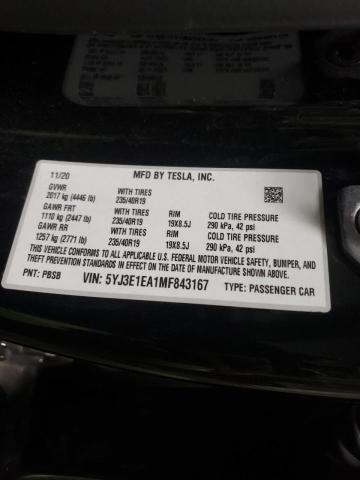 11/20 MFD BY TESLA, INC.
GVWR WITH TIRES
2017 kg (4446 lb) 235/40R19
GAWR FRT WITH TIRES RIM COLD TIRE PRESSURE
1110 kg (2447 lb) 235/40R19 19X8.5J 290 kPa, 42 psi
GAWR RR WITH TIRES RIM COLD TIRE PRESSURE
1257 kg (2771 lb) 235/40R19 19X8.5J 290 kPa, 42 psi
THIS VEHICLE CONFORMS TO ALL APPLICABLE U.S. FEDERAL MOTOR VEHICLE SAFETY, BUMPER, AND
THEFT PREVENTION STANDARDS IN EFFECT ON THE DATE OF MANUFACTURE SHOWN ABOVE.
PNT: PBSB VIN: 5YJ3E1EA1MF843167 TYPE: PASSENGER CAR